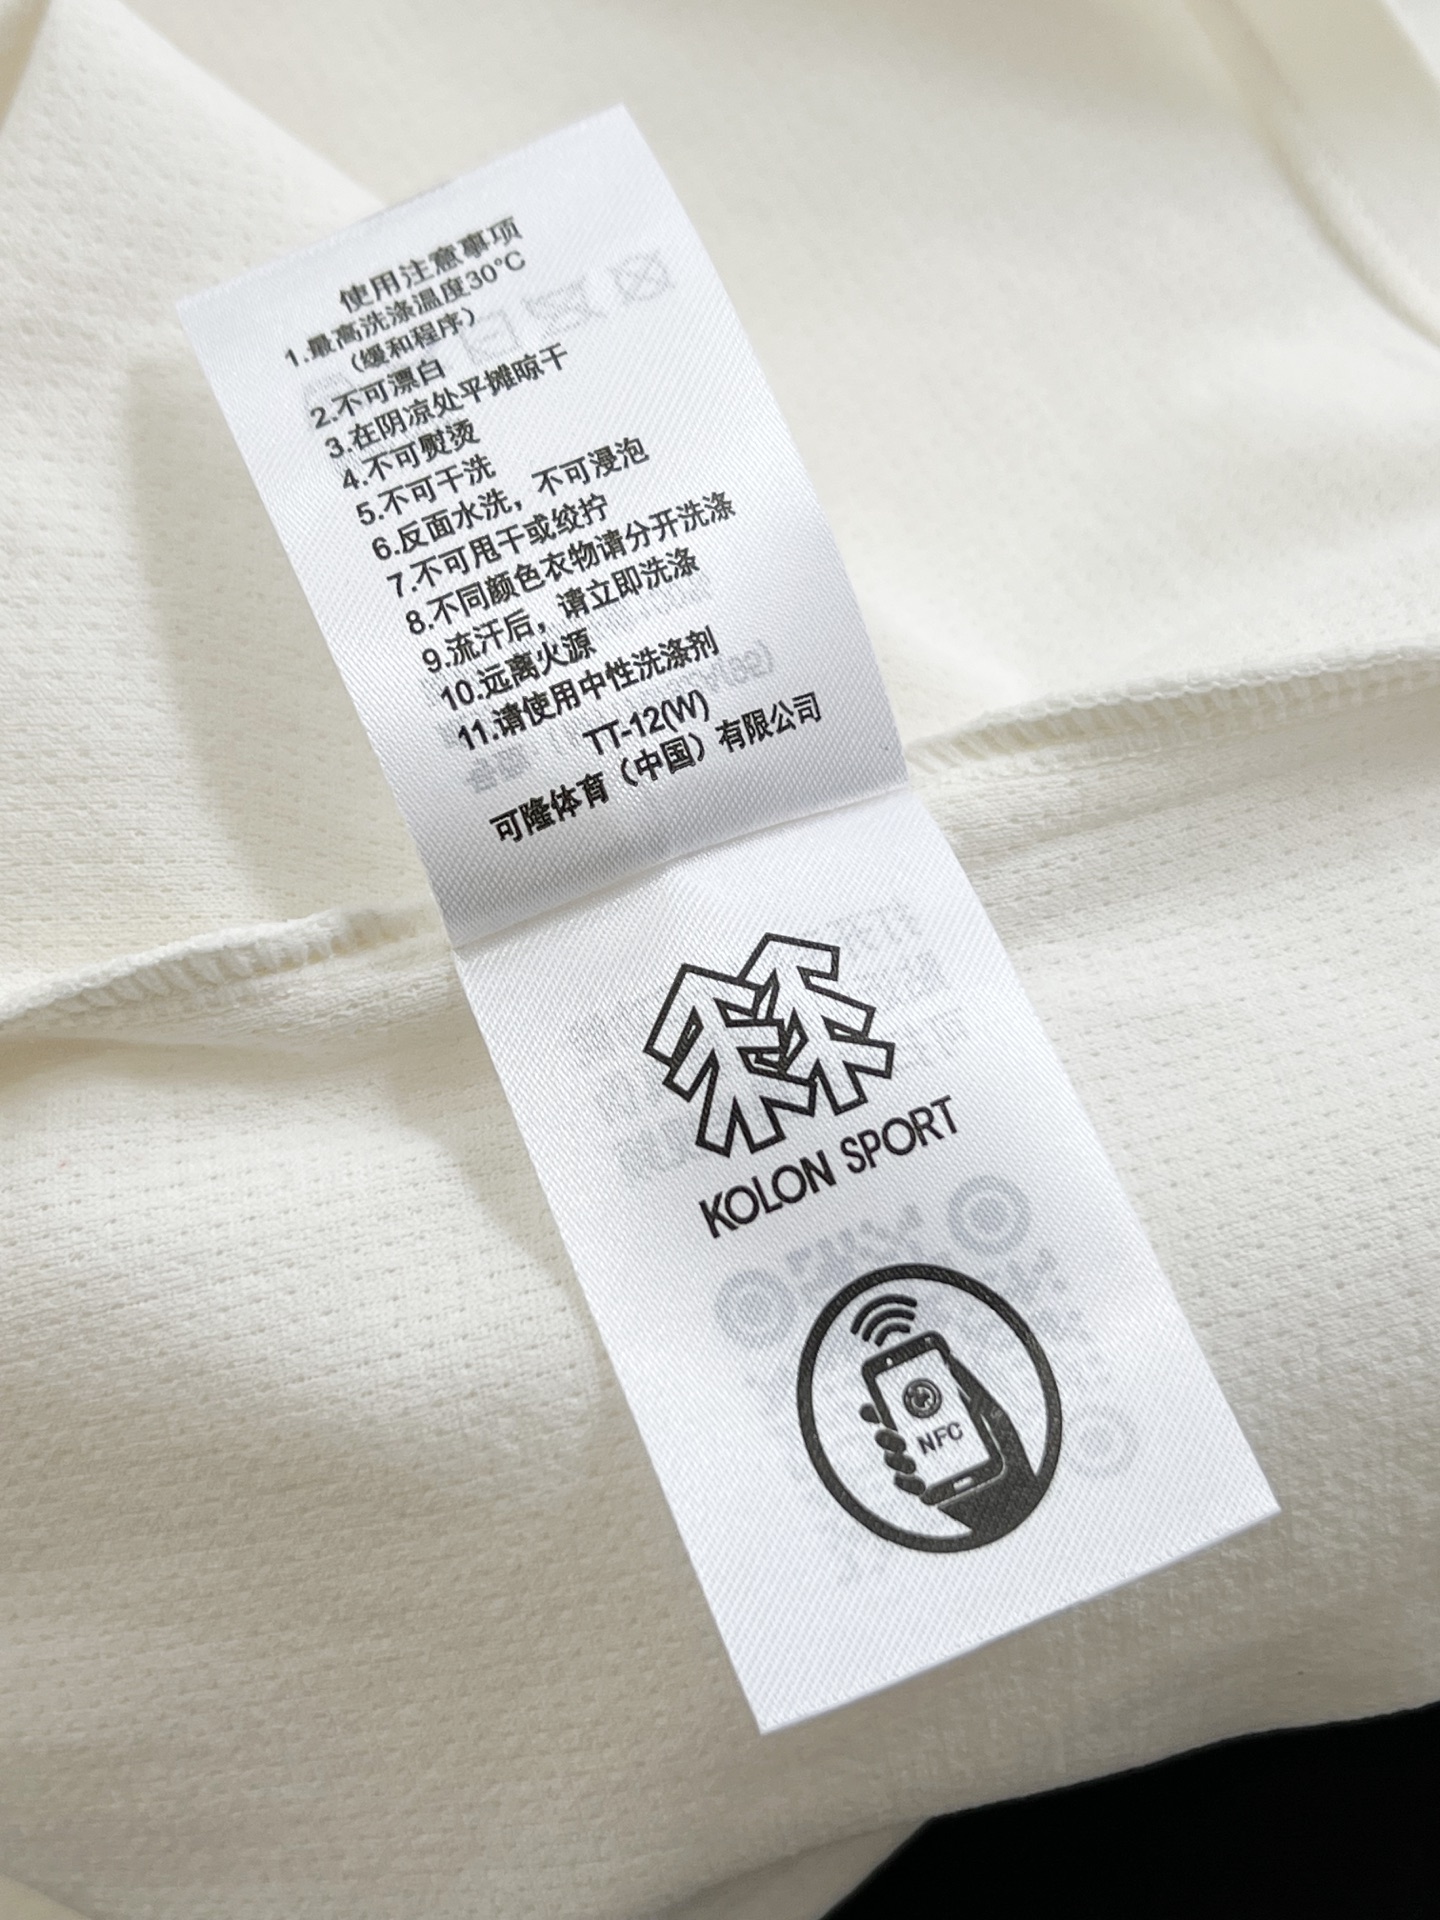 使用注意事项
1.最高洗涤温度30°C
(缓和程序)
2.不可漂白
3.在阴凉处平摊晾干
4.不可熨烫
5.不可干洗
6.反面水洗，不可浸泡
7.不可甩干或绞拧
8.不同颜色衣物请分开洗涤
9.流汗后，请立即洗涤
10.远离火源
11.请使用中性洗涤剂
TT-12(W)
可隆体育（中国）有限公司
KOLON SPORT
NFC